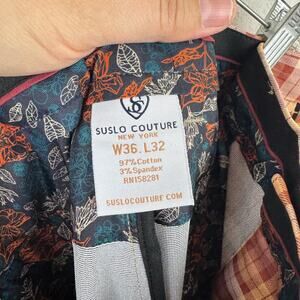 S
SUSLO COUTURE
NEW YORK
W36.L32
97% Cotton
3% Spandex
RN158281
SUSLOCOUTURE.COM